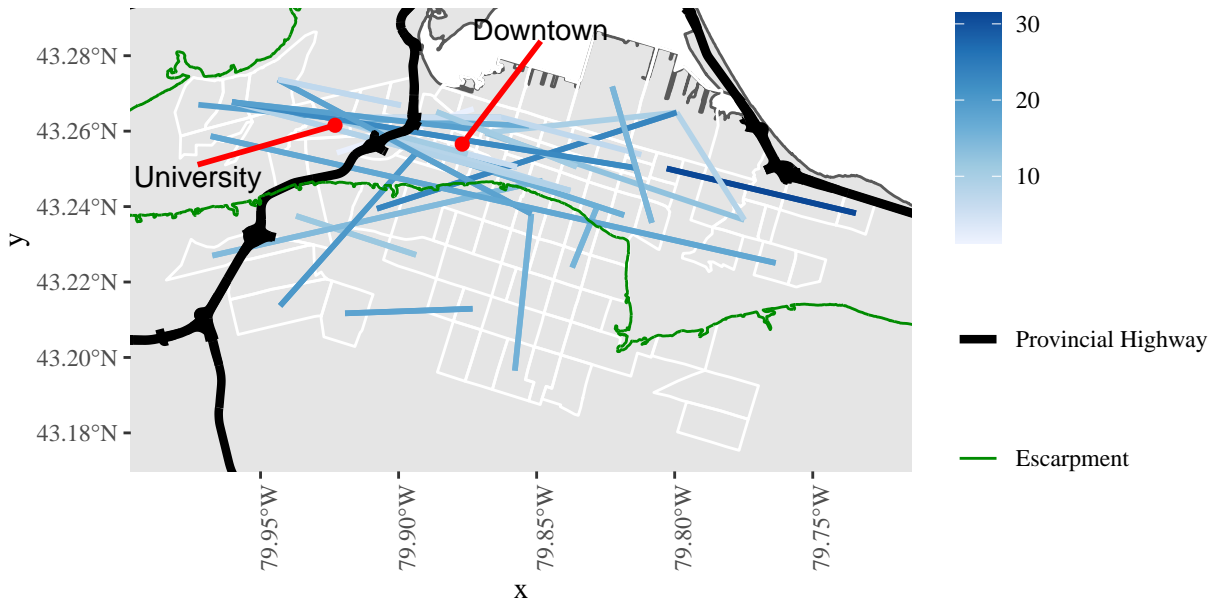 Downtown
University
43.28°N
43.26°N
43.24°N
43.22°N
43.20°N
43.18°N
y
79.95°W
79.90°W
79.85°W
79.80°W
79.75°W
x
30
20
10
Provincial Highway
Escarpment